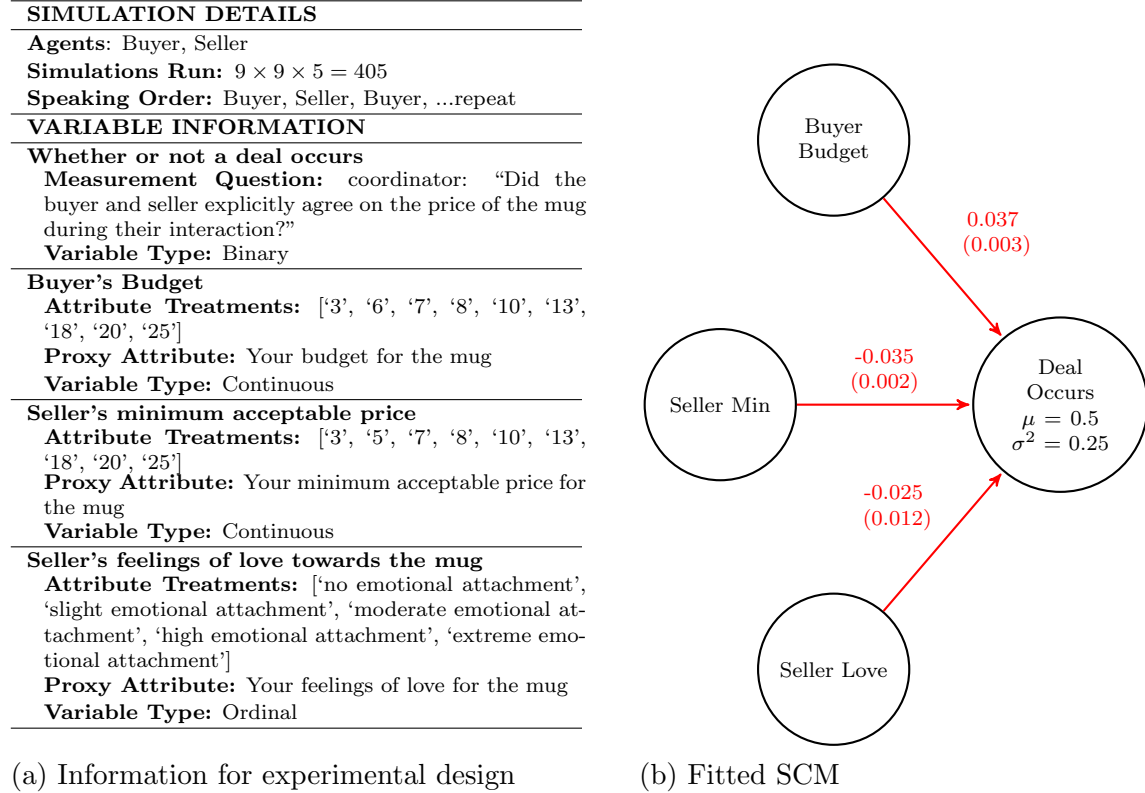 SIMULATION DETAILS
Agents: Buyer, Seller
Simulations Run: 9 × 9 × 5 = 405
Speaking Order: Buyer, Seller, Buyer, ...repeat
VARIABLE INFORMATION
Whether or not a deal occurs
Measurement Question: coordinator: “Did the
buyer and seller explicitly agree on the price of the mug
during their interaction?”
Variable Type: Binary
Buyer's Budget
Attribute Treatments: [‘3’, ‘6’, ‘7’, ‘8’, ‘10’, ‘13’,
‘18’, ‘20’, ‘25’]
Proxy Attribute: Your budget for the mug
Variable Type: Continuous
Seller's minimum acceptable price
Attribute Treatments: [‘3’, ‘5’, ‘7’, ‘8’, ‘10’, ‘13’,
‘18’, ‘20’, ‘25’]
Proxy Attribute: Your minimum acceptable price for
the mug
Variable Type: Continuous
Seller's feelings of love towards the mug
Attribute Treatments: [‘no emotional attachment’,
‘slight emotional attachment’, ‘moderate emotional at-
tachment’, ‘high emotional attachment’, ‘extreme emo-
tional attachment’]
Proxy Attribute: Your feelings of love for the mug
Variable Type: Ordinal
(a) Information for experimental design
Buyer
Budget
0.037
(0.003)
Seller Min
-0.035
(0.002)
Deal
Occurs
μ = 0.5
σ² = 0.25
-0.025
(0.012)
Seller Love
(b) Fitted SCM